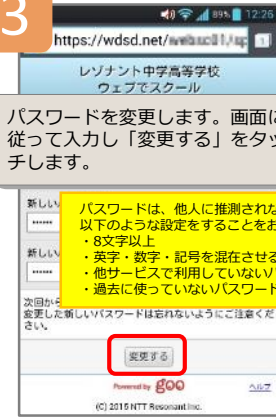 3
89% 12:26
https://wdsd.net/
1
レゾナント中学高等学校
ウェブでスクール
パスワードを変更します。画面に
従って入力し「変更する」をタッ
チします。
新しい
パスワードは、他人に推測されな
以下のような設定をすることをお
・8文字以上
・英字・数字・記号を混在させる
・他サービスで利用していない
・過去に使っていないパスワード
新しい
次回から
変更した新しいパスワードは忘れないようにご注意くだ
さい。
変更する
Powered by goo
ヘルプ
(C) 2015 NTT Resonant Inc.